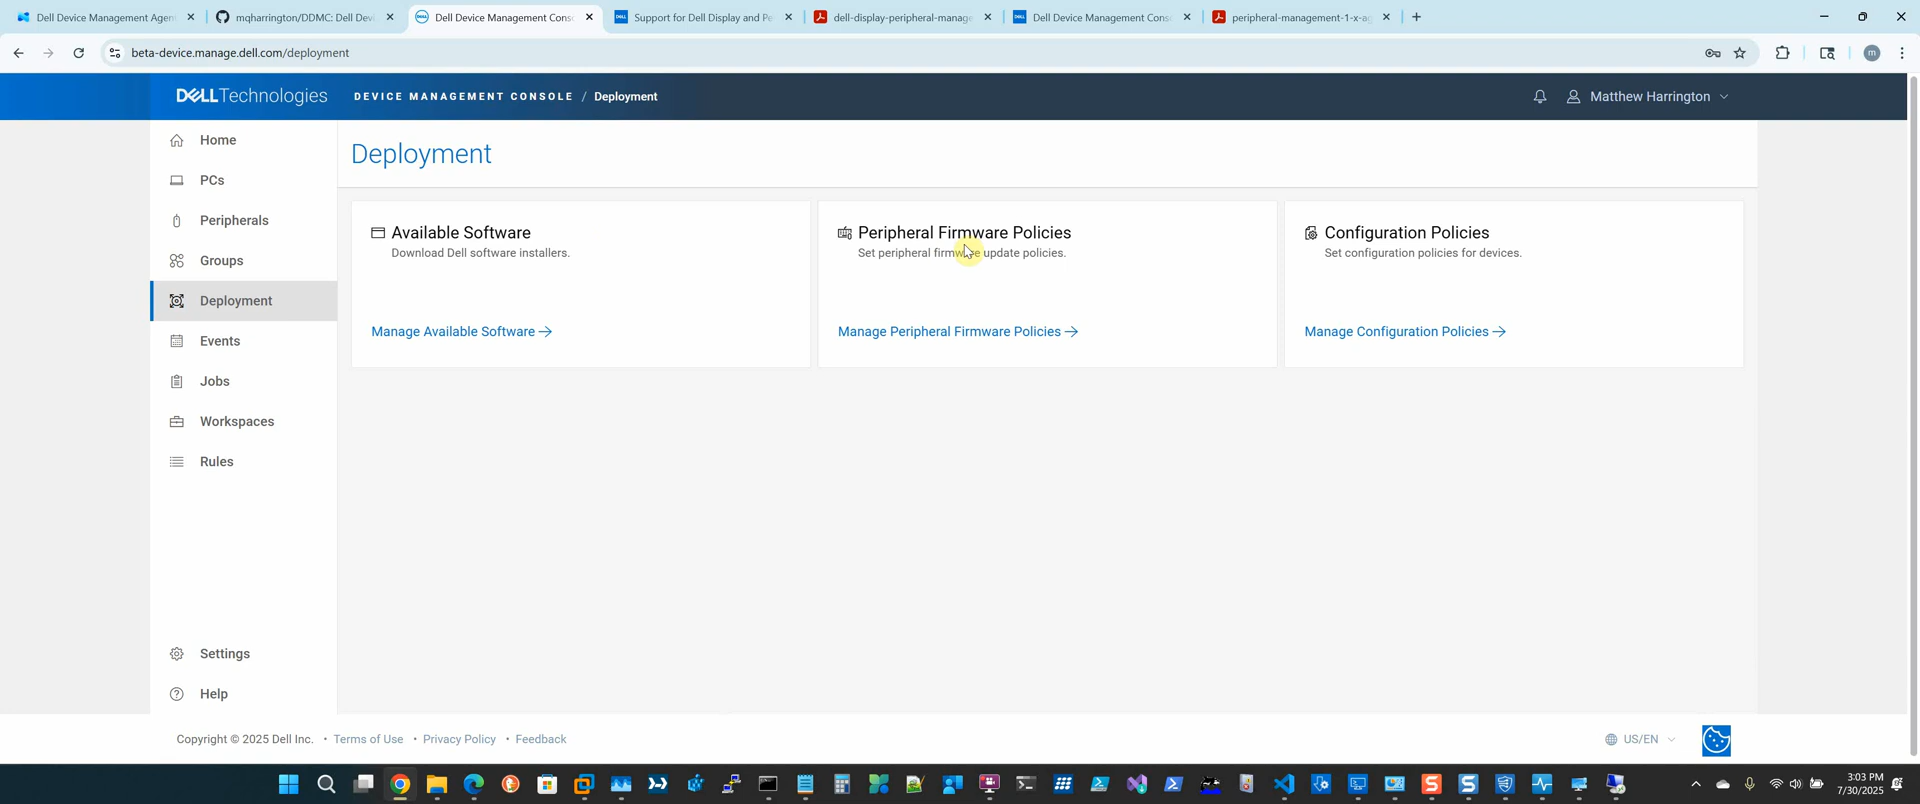 Dell Device Management Agen
mqharrington/DDMC: Dell Devi
Dell Device Management Conso
Support for Dell Display and Pe
dell-display-peripheral-manage
Dell Device Management Conso
peripheral-management-1-x-ag
beta-device.manage.dell.com/deployment
m
DELLTechnologies
DEVICE MANAGEMENT CONSOLE / Deployment
Matthew Harrington
Home
PCs
Peripherals
Groups
Deployment
Events
Jobs
Workspaces
Rules
Settings
Help
Deployment
Available Software
Download Dell software installers.
Manage Available Software
Peripheral Firmware Policies
Set peripheral firmware update policies.
Manage Peripheral Firmware Policies
Configuration Policies
Set configuration policies for devices.
Manage Configuration Policies
Copyright © 2025 Dell Inc. • Terms of Use • Privacy Policy • Feedback
US/EN
3:03 PM
7/30/2025